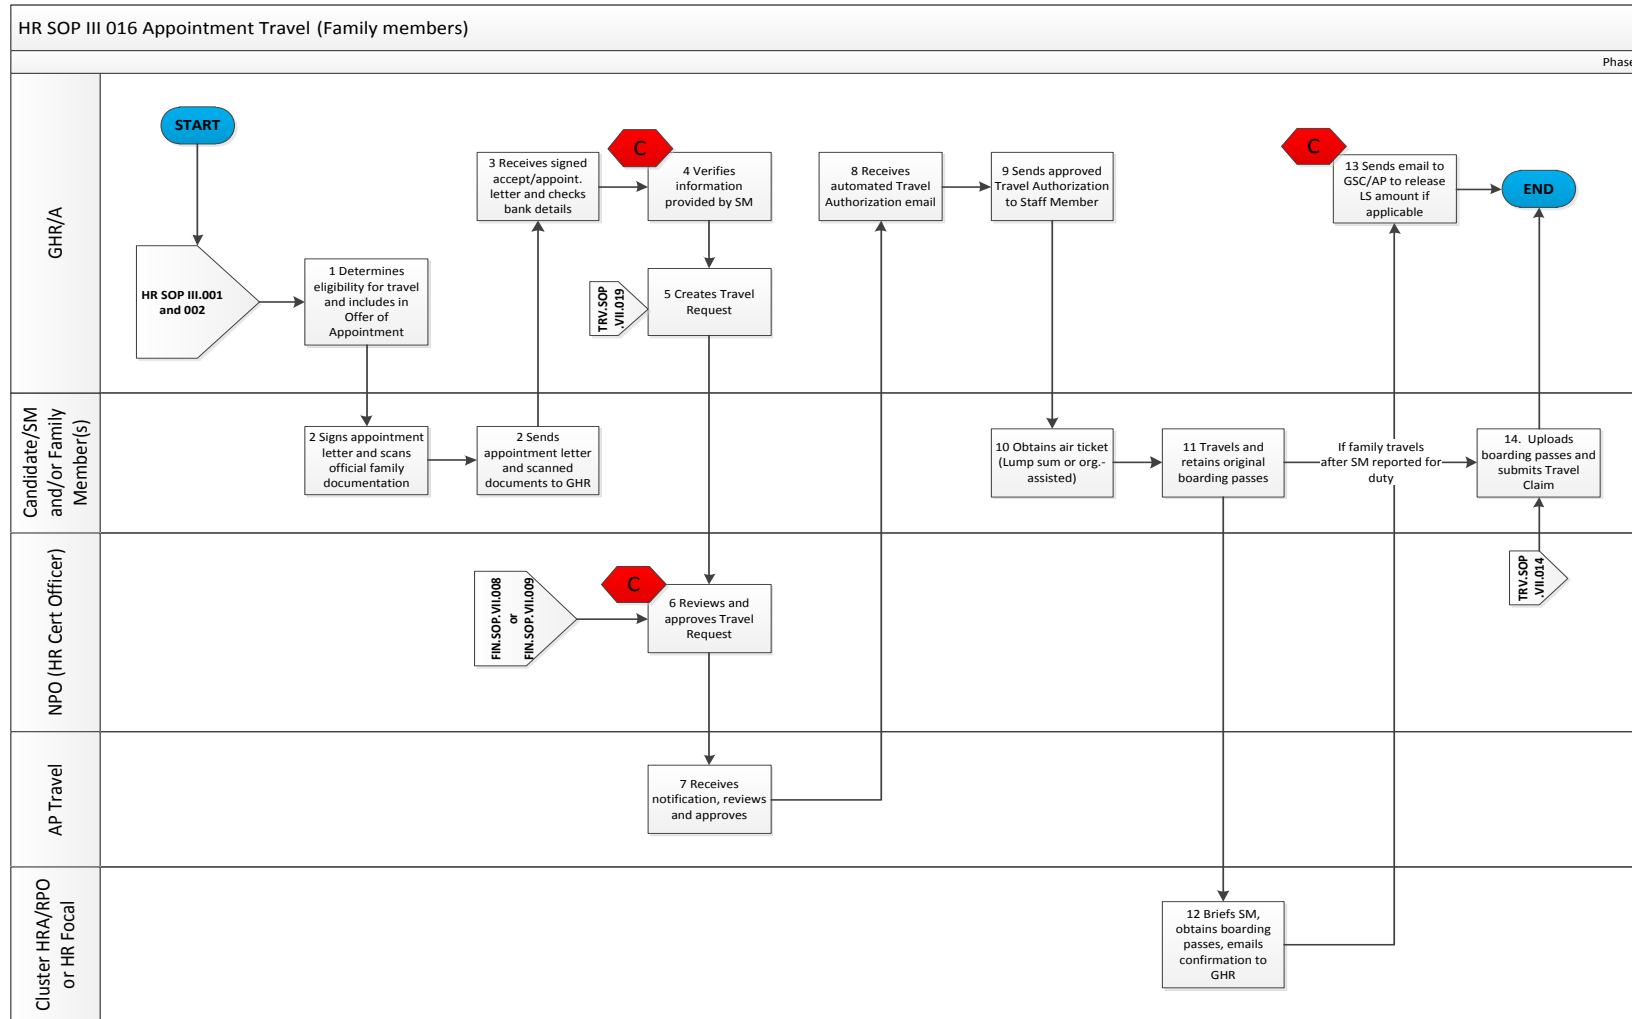 HR SOP III 016 Appointment Travel (Family members)
Phase
GHR/A
START
HR SOP III.001
and 002
1 Determines
eligibility for travel
and includes in
Offer of
Appointment
3 Receives signed
accept/appoint.
letter and checks
bank details
C
4 Verifies
information
provided by SM
TRV.SOP
.VII.019
5 Creates Travel
Request
8 Receives
automated Travel
Authorization email
9 Sends approved
Travel Authorization
to Staff Member
C
13 Sends email to
GSC/AP to release
LS amount if
applicable
END
Candidate/SM
and/or Family
Member(s)
2 Signs appointment
letter and scans
official family
documentation
2 Sends
appointment letter
and scanned
documents to GHR
10 Obtains air ticket
(Lump sum or org.-
assisted)
11 Travels and
retains original
boarding passes
If family travels
after SM reported for
duty
14. Uploads
boarding passes and
submits Travel
Claim
NPO (HR Cert Officer)
FIN.SOP.VII.008
or
FIN.SOP.VII.009
C
6 Reviews and
approves Travel
Request
TRV.SOP
.VII.014
AP Travel
7 Receives
notification, reviews
and approves
Cluster HRA/RPO
or HR Focal
12 Briefs SM,
obtains boarding
passes, emails
confirmation to
GHR